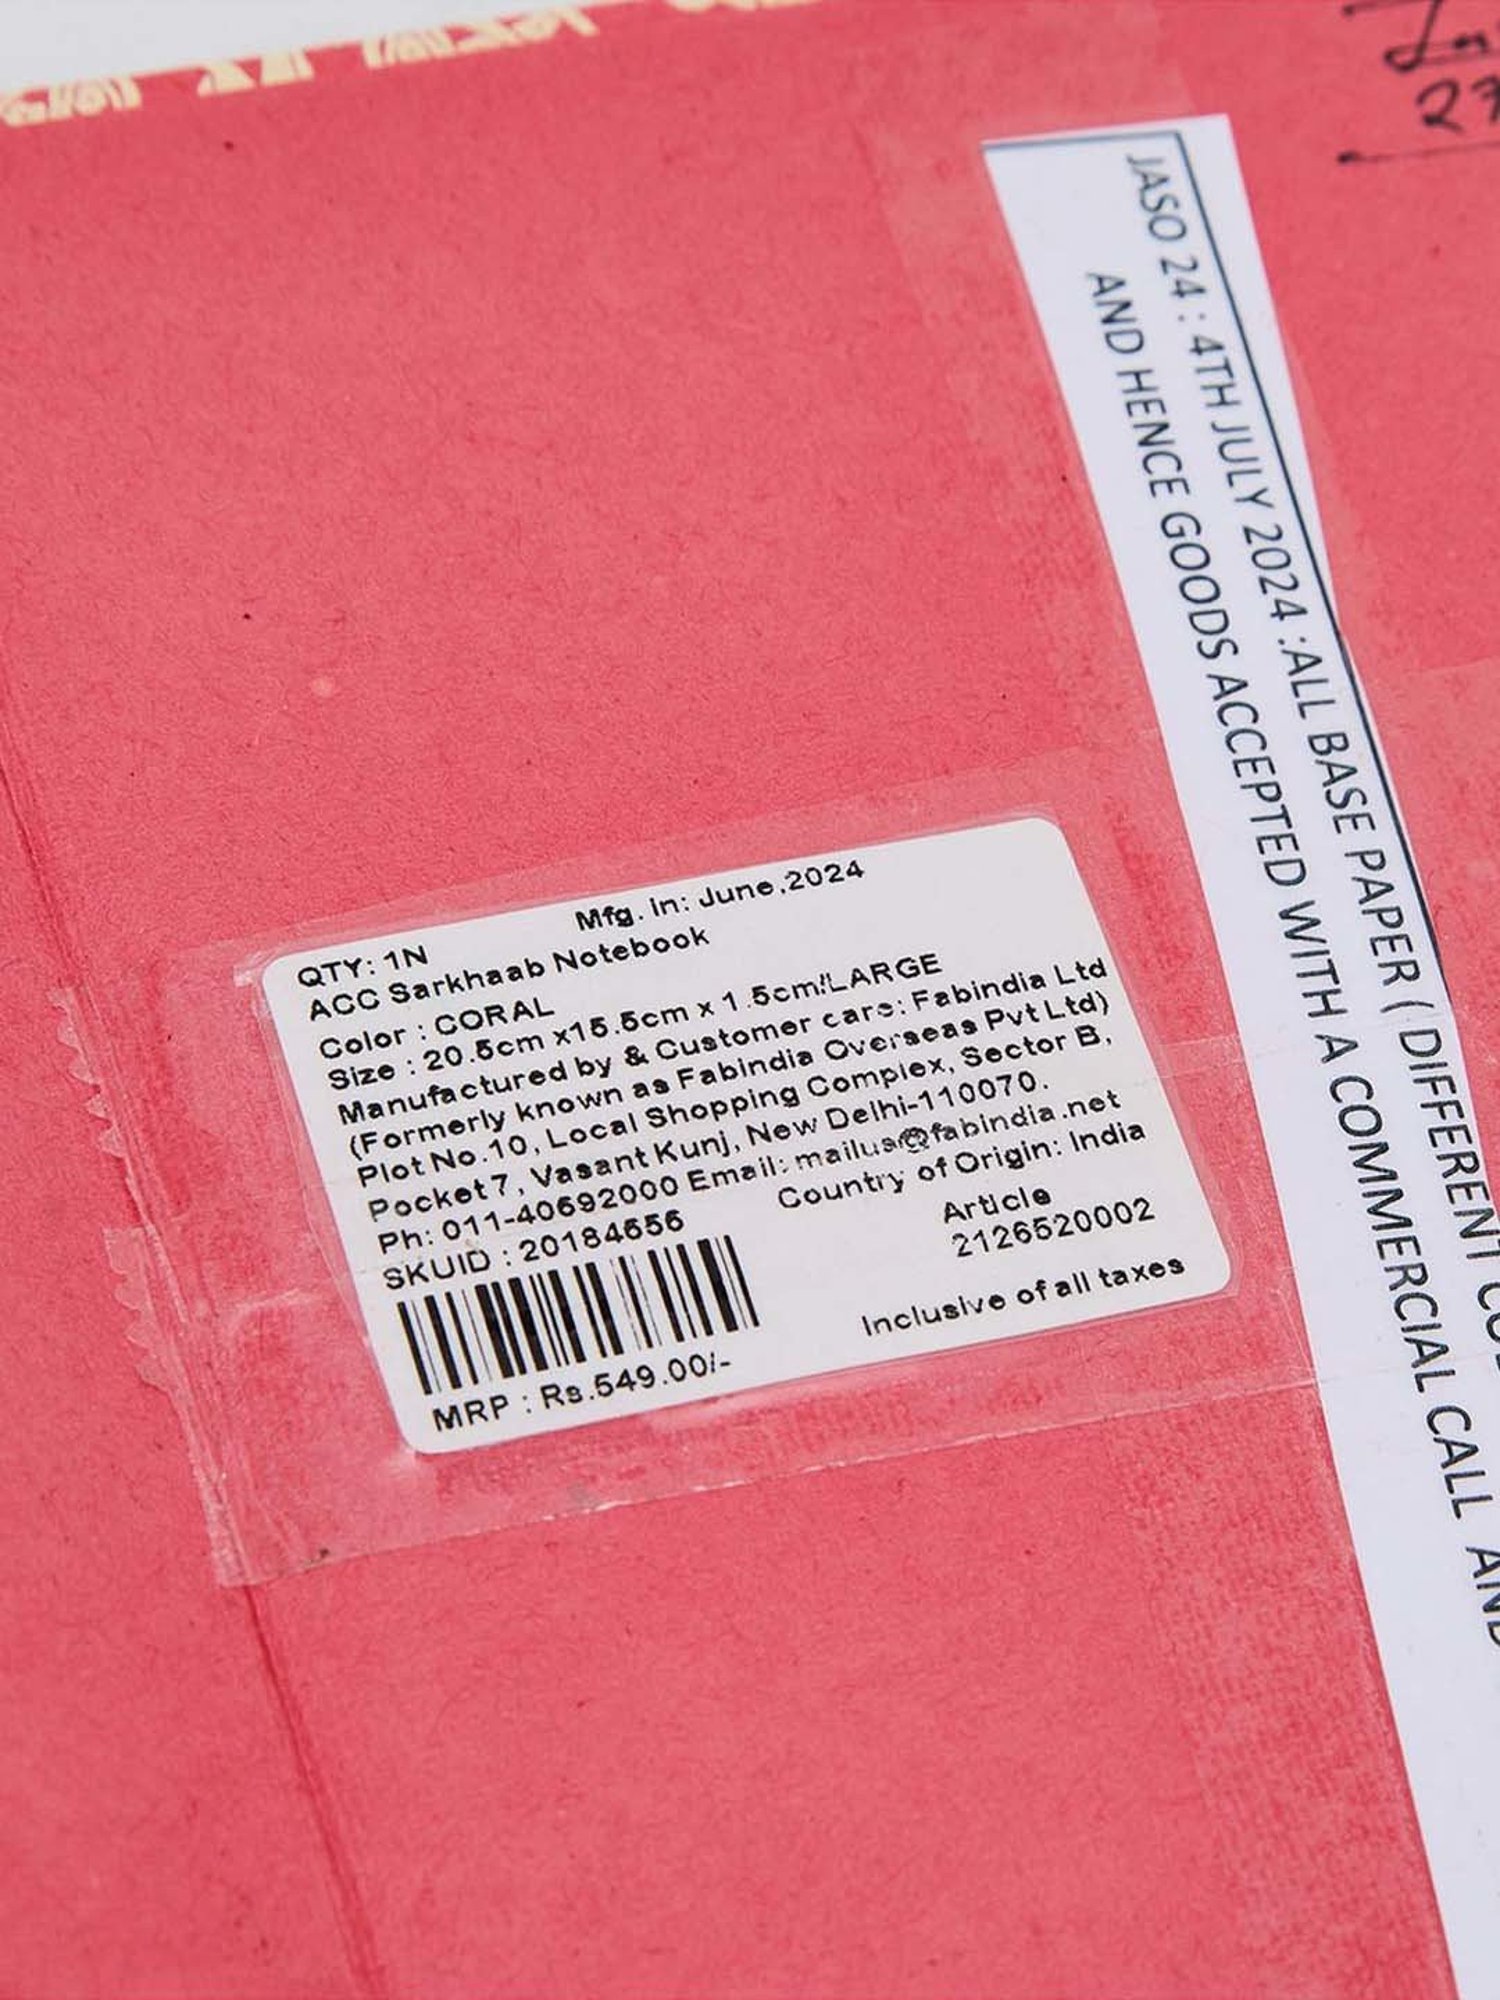 QTY: 1N Mfg. in: June,2024
ACC Sarkhaab Notebook
Color : CORAL
Size : 20.5cm x15.5cm x 1.5cm/LARGE
Manufactured by & Customer care: Fabindia Ltd
(Formerly known as Fabindia Overseas Pvt Ltd)
Plot No.10, Local Shopping Complex, Sector B,
Pocket 7, Vasant Kunj, New Delhi-110070.
Ph: 011-40692000 Email: mailus@fabindia.net
SKUID : 20184656 Country of Origin: India
Article
2126520002
MRP : Rs.549.00/- Inclusive of all taxes
JASO 24 : 4TH JULY 2024 :ALL BASE PAPER ( DIFFERENT
AND HENCE GOODS ACCEPTED WITH A COMMERCIAL CALL AND